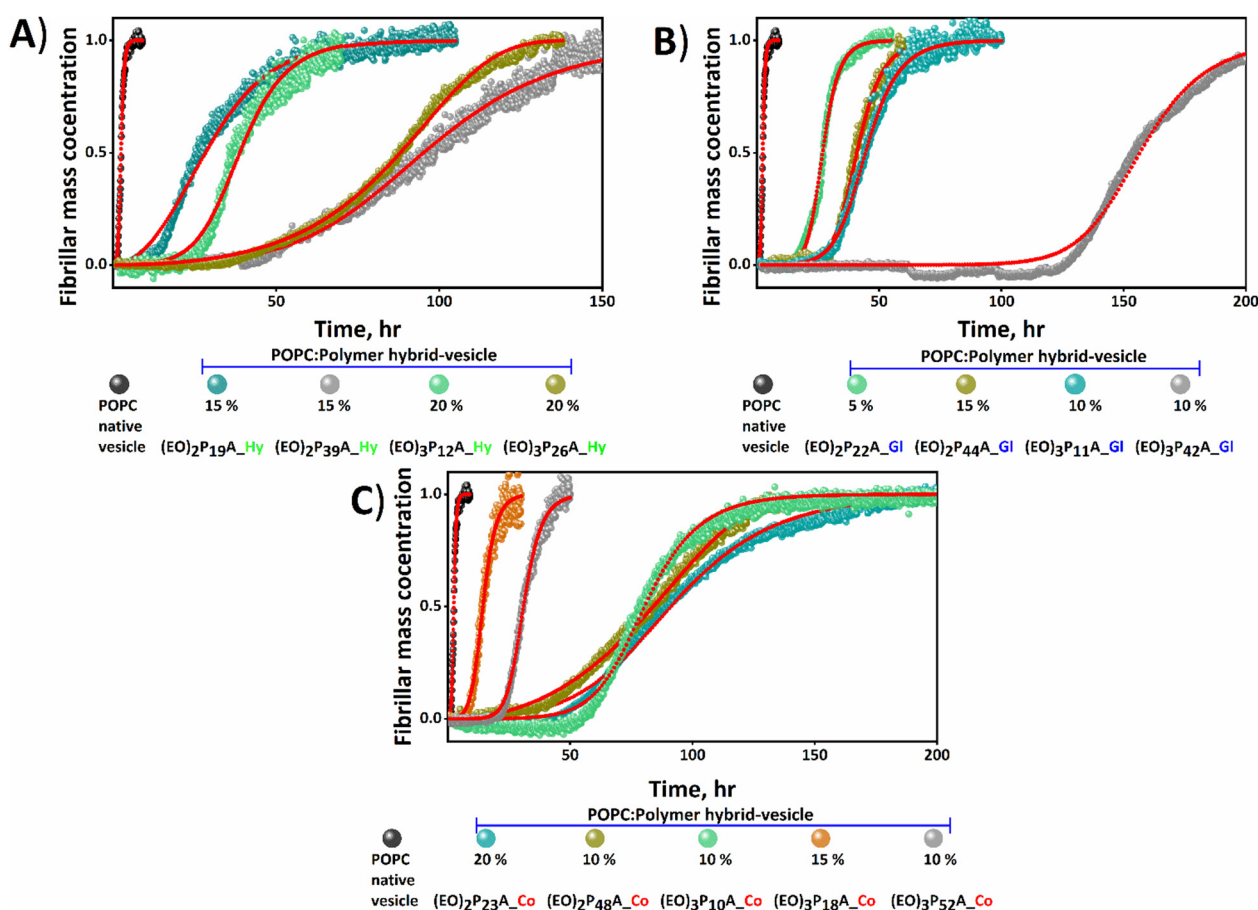 A)
Fibrillar mass cocentration
1.0
0.5
0.0
50
100
150
Time, hr
POPC:Polymer hybrid-vesicle
POPC native vesicle
15 %
15 %
20 %
20 %
(EO)2P19A_Hy
(EO)2P39A_Hy
(EO)3P12A_Hy
(EO)3P26A_Hy
B)
Fibrillar mass cocentration
1.0
0.5
0.0
50
100
150
200
Time, hr
POPC:Polymer hybrid-vesicle
POPC native vesicle
5 %
15 %
10 %
10 %
(EO)2P22A_Gl
(EO)2P44A_Gl
(EO)3P11A_Gl
(EO)3P42A_Gl
C)
Fibrillar mass cocentration
1.0
0.5
0.0
50
100
150
200
Time, hr
POPC:Polymer hybrid-vesicle
POPC native vesicle
20 %
10 %
10 %
15 %
10 %
(EO)2P23A_Co
(EO)2P48A_Co
(EO)3P10A_Co
(EO)3P18A_Co
(EO)3P52A_Co